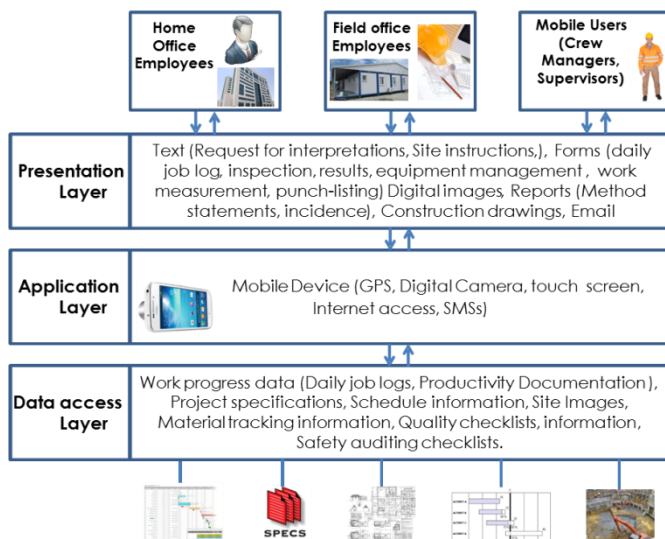 Home
Office
Employees
Field office
Employees
Mobile Users
(Crew
Managers,
Supervisors)
Presentation
Layer
Text (Request for interpretations, Site instructions,), Forms (daily
job log, inspection, results, equipment management , work
measurement, punch-listing) Digital images, Reports (Method
statements, incidence), Construction drawings, Email
Application
Layer
Mobile Device (GPS, Digital Camera, touch screen,
Internet access, SMSs)
Data access
Layer
Work progress data (Daily job logs, Productivity Documentation),
Project specifications, Schedule information, Site Images,
Material tracking information, Quality checklists, information,
Safety auditing checklists.
SPECS